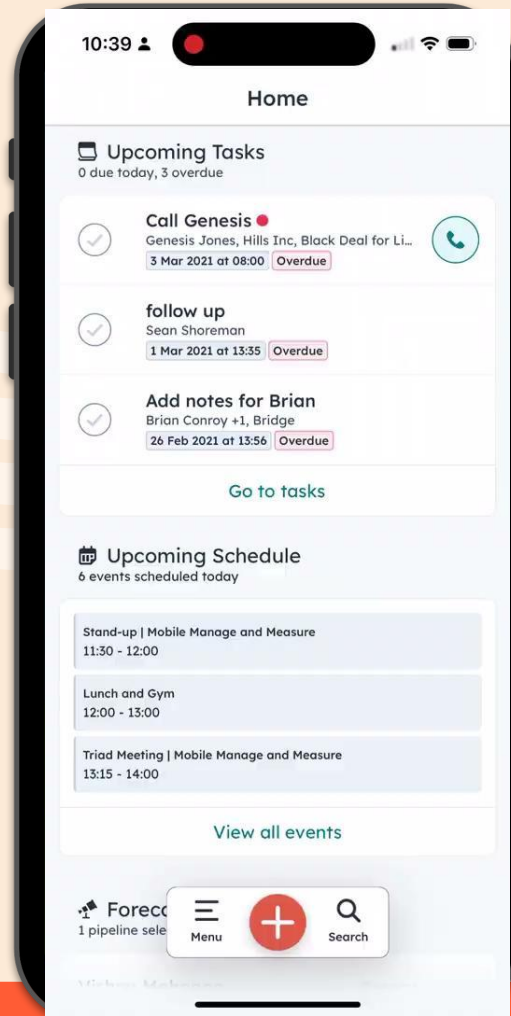 10:39
Home
Upcoming Tasks
0 due today, 3 overdue
Call Genesis
Genesis Jones, Hills Inc, Black Deal for Li...
3 Mar 2021 at 08:00 Overdue
follow up
Sean Shoreman
1 Mar 2021 at 13:35 Overdue
Add notes for Brian
Brian Conroy +1, Bridge
26 Feb 2021 at 13:56 Overdue
Go to tasks
Upcoming Schedule
6 events scheduled today
Stand-up | Mobile Manage and Measure
11:30 - 12:00
Lunch and Gym
12:00 - 13:00
Triad Meeting | Mobile Manage and Measure
13:15 - 14:00
View all events
Forec
1 pipeline sele
Menu
Search